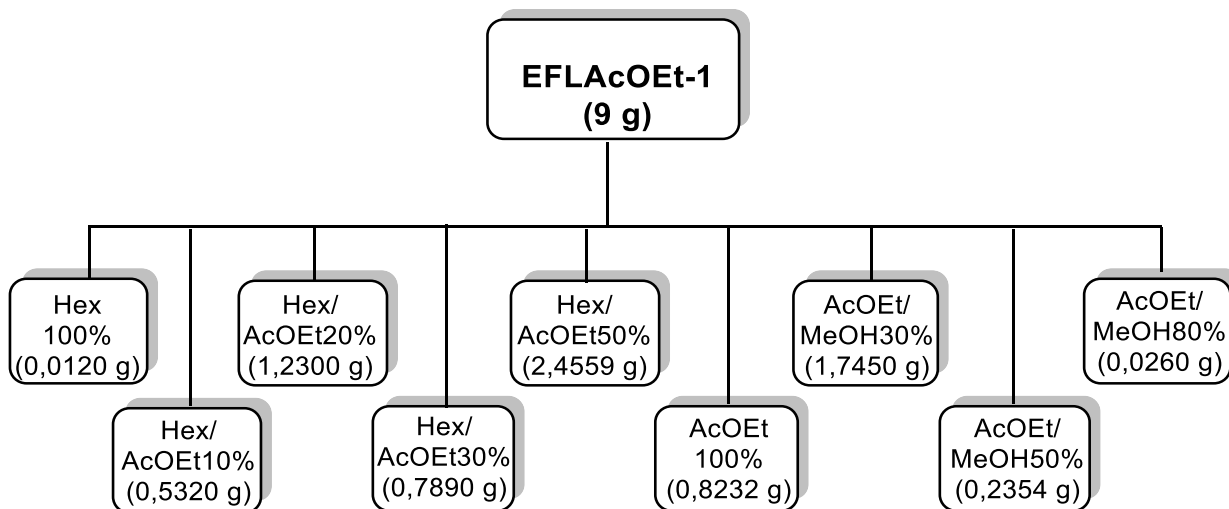 EFLAcOEt-1
(9 g)
Hex
100%
(0,0120 g)
Hex/
AcOEt10%
(0,5320 g)
Hex/
AcOEt20%
(1,2300 g)
Hex/
AcOEt30%
(0,7890 g)
Hex/
AcOEt50%
(2,4559 g)
AcOEt
100%
(0,8232 g)
AcOEt/
MeOH30%
(1,7450 g)
AcOEt/
MeOH50%
(0,2354 g)
AcOEt/
MeOH80%
(0,0260 g)